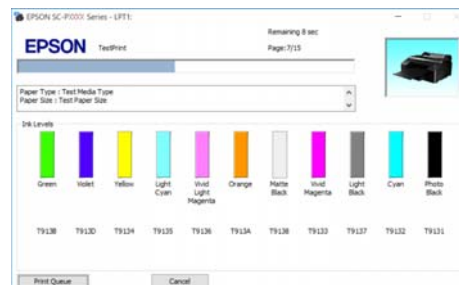 EPSON SC-PXXXX Series - LPT1:
EPSON
TestPrint
Remaining 8 sec
Page:7/15
Paper Type : Test Media Type
Paper Size : Test Paper Size
Ink Levels
Green
Violet
Yellow
Light Cyan
Vivid Light Magenta
Orange
Matte Black
Vivid Magenta
Light Black
Cyan
Photo Black
T913B T913D T9134 T9135 T9136 T913A T9138 T9133 T9137 T9132 T9131
Print Queue
Cancel